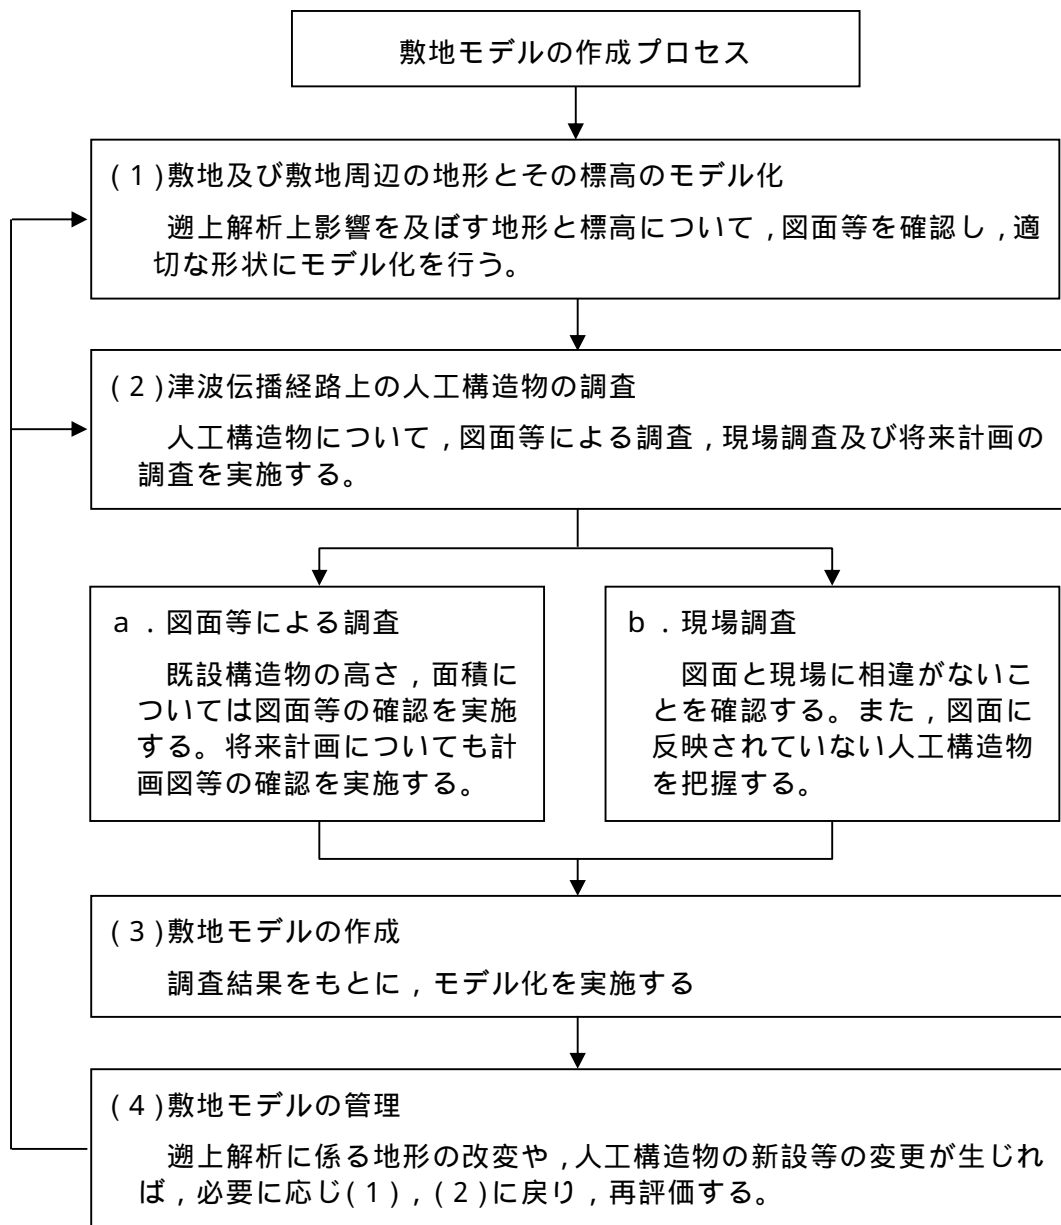 敷地モデルの作成プロセス
(1)敷地及び敷地周辺の地形とその標高のモデル化
遡上解析上影響を及ぼす地形と標高について,図面等を確認し,適
切な形状にモデル化を行う。
(2)津波伝播経路上の人工構造物の調査
人工構造物について,図面等による調査,現場調査及び将来計画の
調査を実施する。
a.図面等による調査
既設構造物の高さ,面積に
ついては図面等の確認を実施
する。将来計画についても計
画図等の確認を実施する。
b.現場調査
図面と現場に相違がないこ
とを確認する。また,図面に
反映されていない人工構造物
を把握する。
(3)敷地モデルの作成
調査結果をもとに,モデル化を実施する
(4)敷地モデルの管理
遡上解析に係る地形の改変や,人工構造物の新設等の変更が生じれ
ば,必要に応じ(1),(2)に戻り,再評価する。